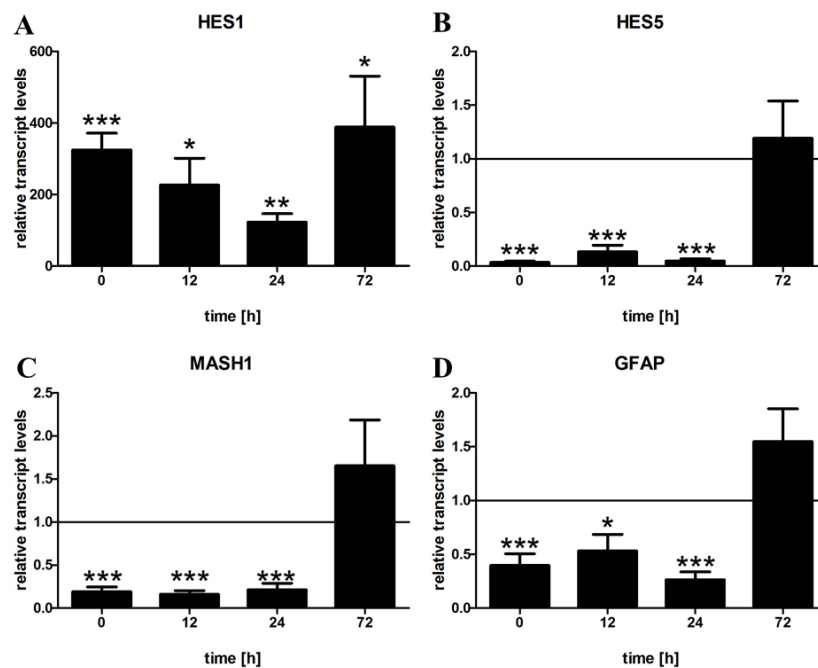 A
HES1
relative transcript levels
600
400
200
0
***
*
**
*
0 12 24 72
time [h]
B
HES5
relative transcript levels
2.0
1.5
1.0
0.5
0.0
***
***
***
0 12 24 72
time [h]
C
MASH1
relative transcript levels
2.5
2.0
1.5
1.0
0.5
0.0
***
***
***
0 12 24 72
time [h]
D
GFAP
relative transcript levels
2.0
1.5
1.0
0.5
0.0
***
*
***
0 12 24 72
time [h]